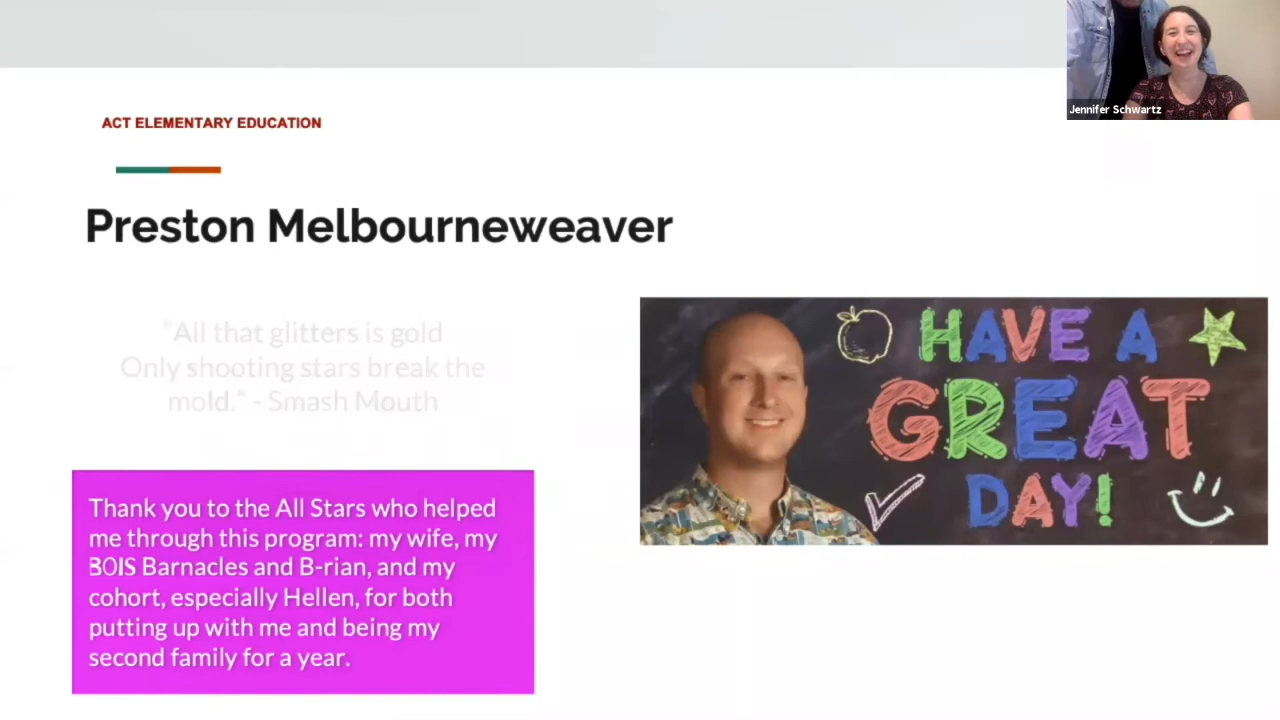 Jennifer Schwartz
ACT ELEMENTARY EDUCATION
Preston Melbourneweaver
"All that glitters is gold
Only shooting stars break the
mold." - Smash Mouth
HAVE A
GREAT
DAY!
Thank you to the All Stars who helped
me through this program: my wife, my
BOIS Barnacles and B-rian, and my
cohort, especially Hellen, for both
putting up with me and being my
second family for a year.